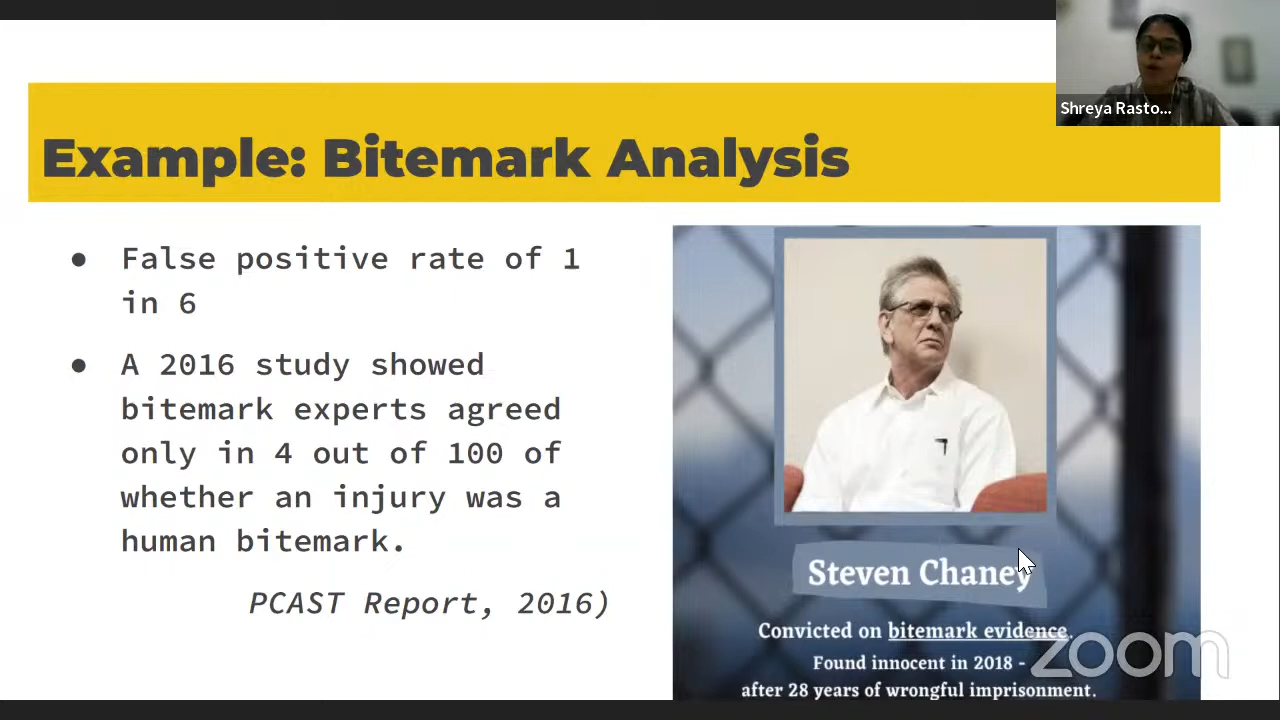 Shreya Rasto...
Example: Bitemark Analysis
● False positive rate of 1
in 6
● A 2016 study showed
bitemark experts agreed
only in 4 out of 100 of
whether an injury was a
human bitemark.
PCAST Report, 2016)
Steven Chaney
Convicted on bitemark evidence.
Found innocent in 2018 -
after 28 years of wrongful imprisonment.
zoom